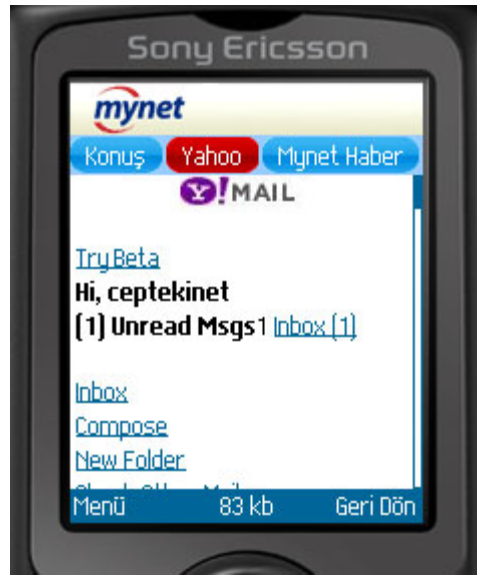 Sony Ericsson
mynet
Konuş Yahoo Mynet Haber
Y!MAIL
Try Beta
Hi, ceptekinet
(1) Unread Msgs1 Inbox (1)
Inbox
Compose
New Folder
Menü 83 kb Geri Dön